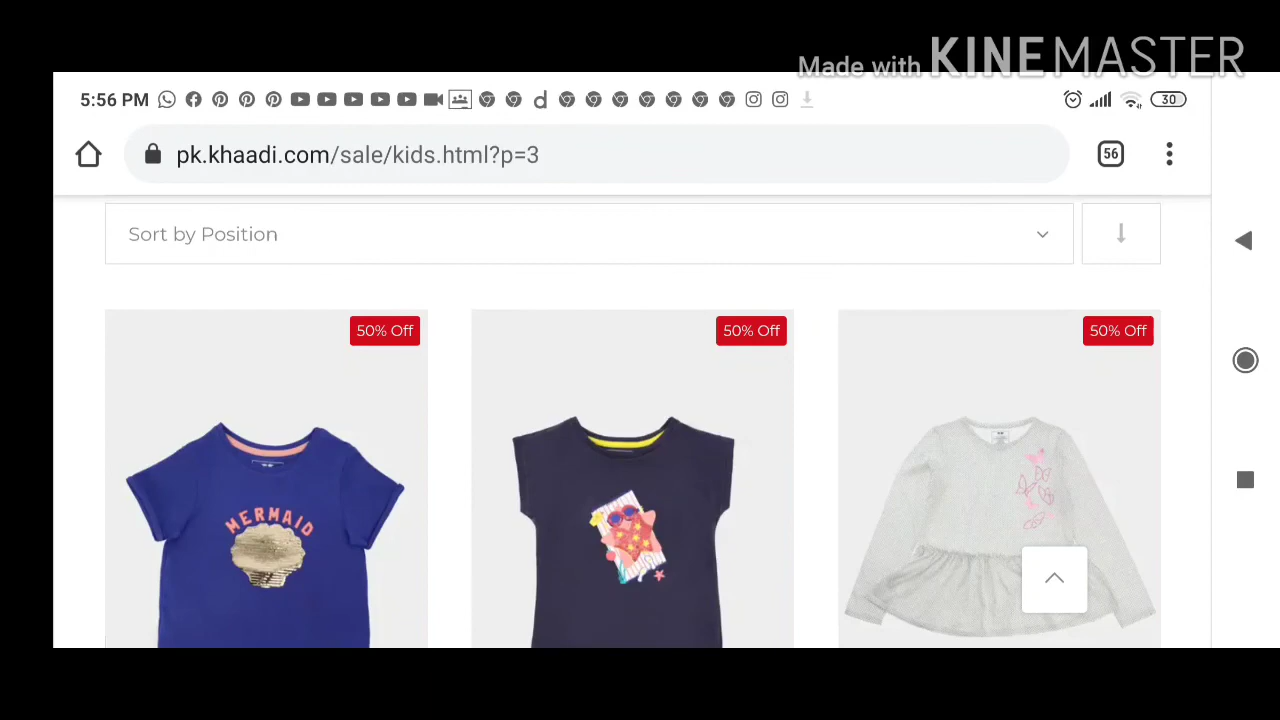 Made with KINEMASTER
5:56 PM
30
pk.khaadi.com/sale/kids.html?p=3
56
Sort by Position
50% Off
50% Off
50% Off
MERMAID